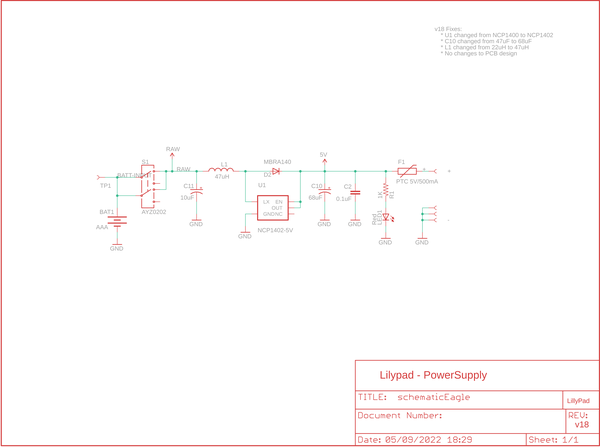 v18 Fixes:
* U1 changed from NCP1400 to NCP1402
* C10 changed from 47uF to 68uF
* L1 changed from 22uH to 47uH
* No changes to PCB design
RAW
5V
S1
L1
MBRA140
F1
BATT-IN
RAW
47uH
D2
TP1
PTC 6V/500mA
C11
U1
C10
C2
1K
R1
10uF
LX EN
OUT
GND NC
68uF
0.1uF
BAT1
AYZ0202
AAA
Red
LED1
GND
GND
GND
GND
NCP1402-5V
GND
GND
GND
Lilypad - PowerSupply
TITLE: schematicEagle
LillyPad
Document Number:
REV:
v18
Date: 05/09/2022 18:29
Sheet: 1/1